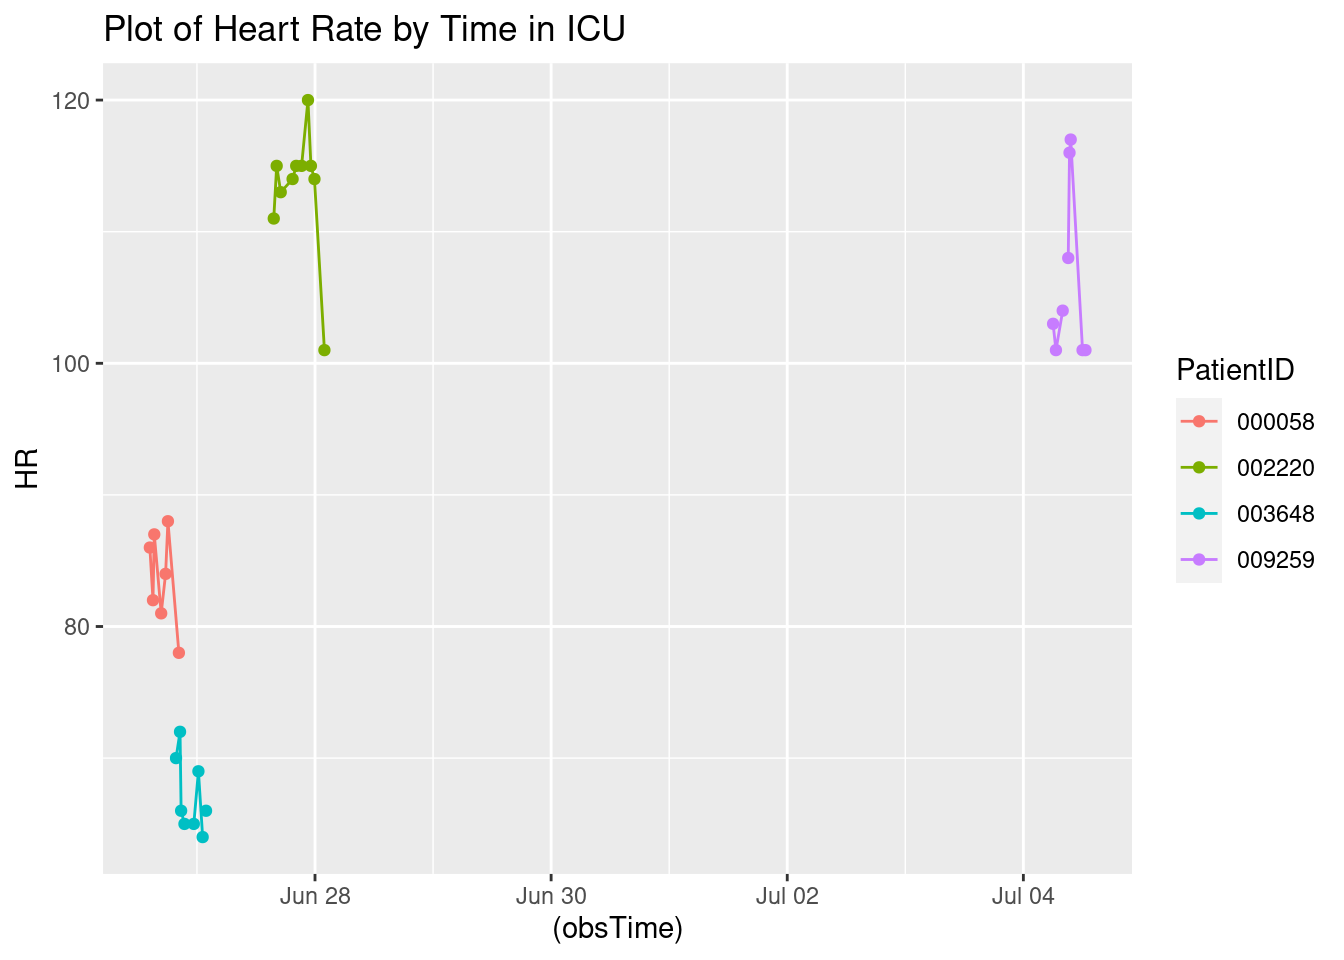 Plot of Heart Rate by Time in ICU
120
100
80
HR
Jun 28
Jun 30
Jul 02
Jul 04
(obsTime)
PatientID
000058
002220
003648
009259